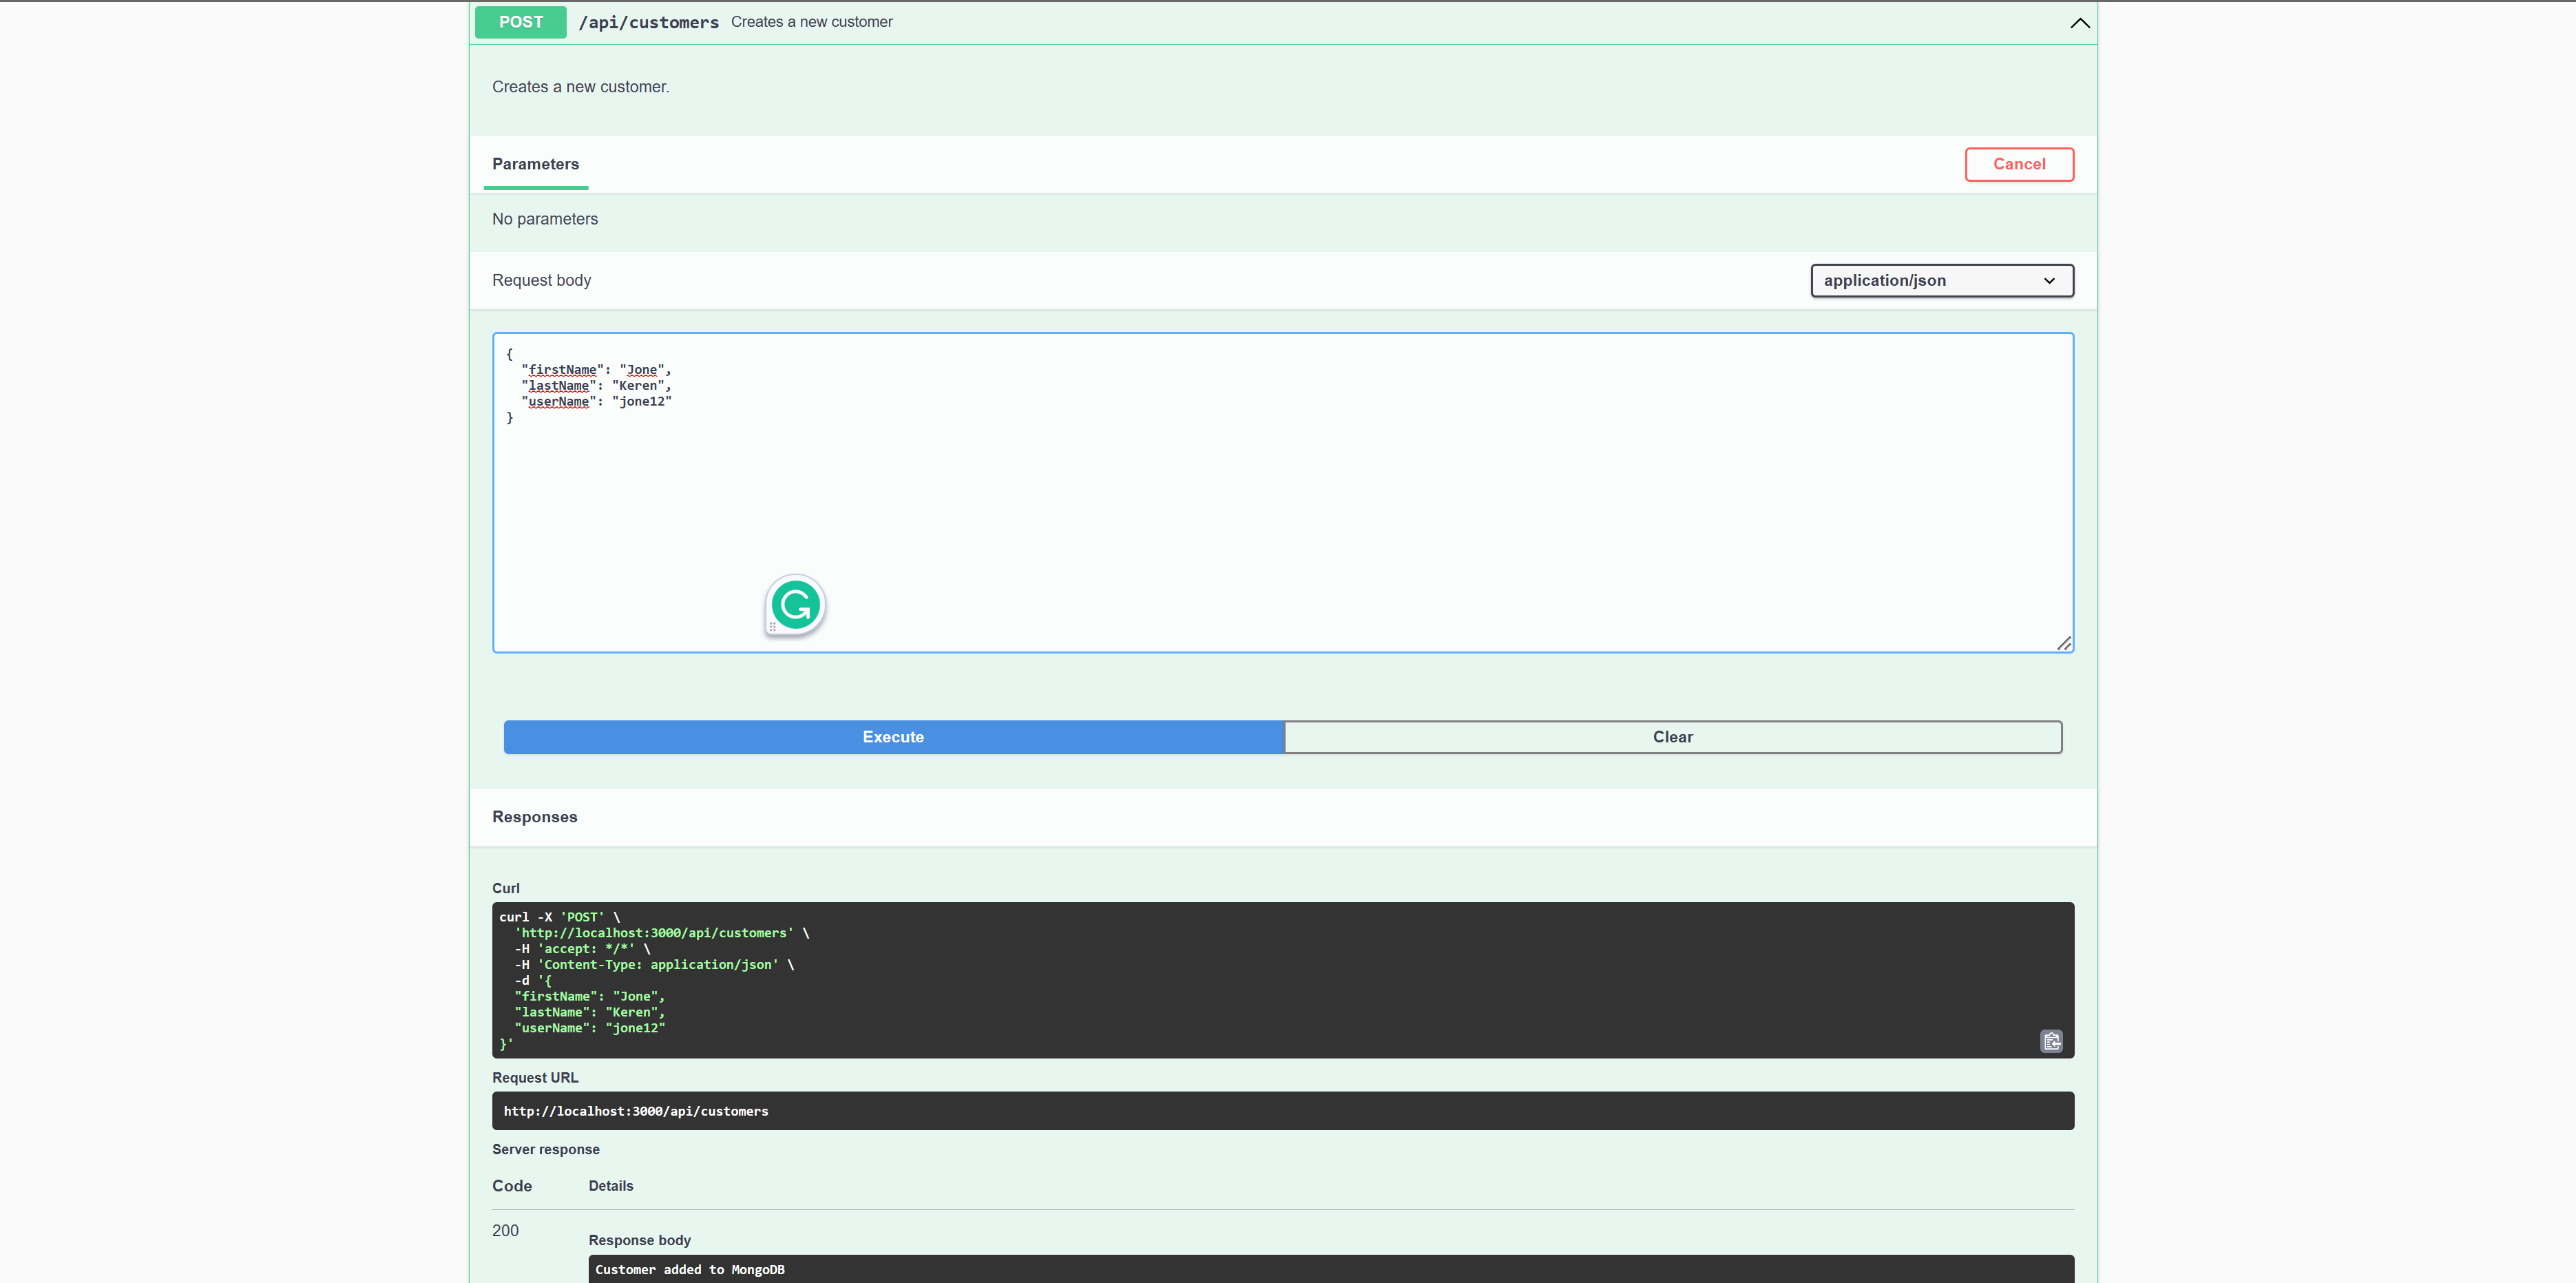 POST /api/customers Creates a new customer
Creates a new customer.
Parameters
Cancel
No parameters
Request body
application/json
{
  "firstName": "Jone",
  "lastName": "Keren",
  "userName": "jone12"
}
Execute
Clear
Responses
Curl
curl -X 'POST' \
  'http://localhost:3000/api/customers' \
  -H 'accept: */*' \
  -H 'Content-Type: application/json' \
  -d '{
  "firstName": "Jone",
  "lastName": "Keren",
  "userName": "jone12"
}'
Request URL
http://localhost:3000/api/customers
Server response
Code Details
200
Response body
Customer added to MongoDB